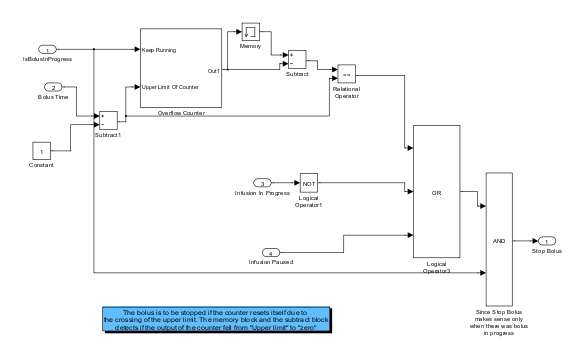 1
IsBolusInProgress
2
Bolus Time
1
Constant
+
−
Subtract1
Keep Running
Upper Limit Of Counter
Out1
Overflow Counter
Memory
+
−
Subtract
==
Relational
Operator
3
Infusion In Progress
NOT
Logical
Operator1
4
Infusion Paused
OR
Logical
Operator3
AND
Since Stop Bolus
makes sense only
when there was bolus
in progress
1
Stop Bolus
The bolus is to be stopped if the counter resets itself due to
the crossing of the upper limit. The memory block and the subtract block
detects if the output of the counter fell from "Upper limit" to "zero"